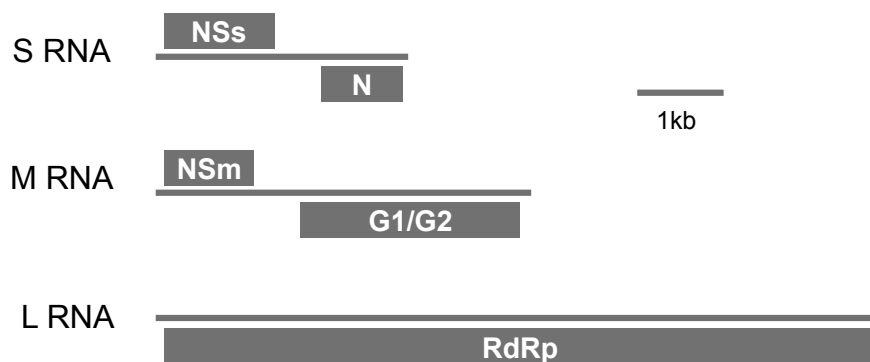 NSs
S RNA
N
1kb
NSm
M RNA
G1/G2
L RNA
RdRp